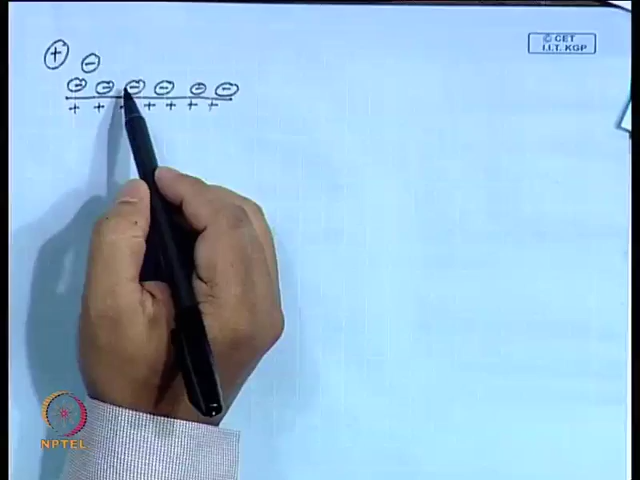 © CET
I.I.T. KGP
+ -
- - - - - -
+ + + + + + +
NPTEL